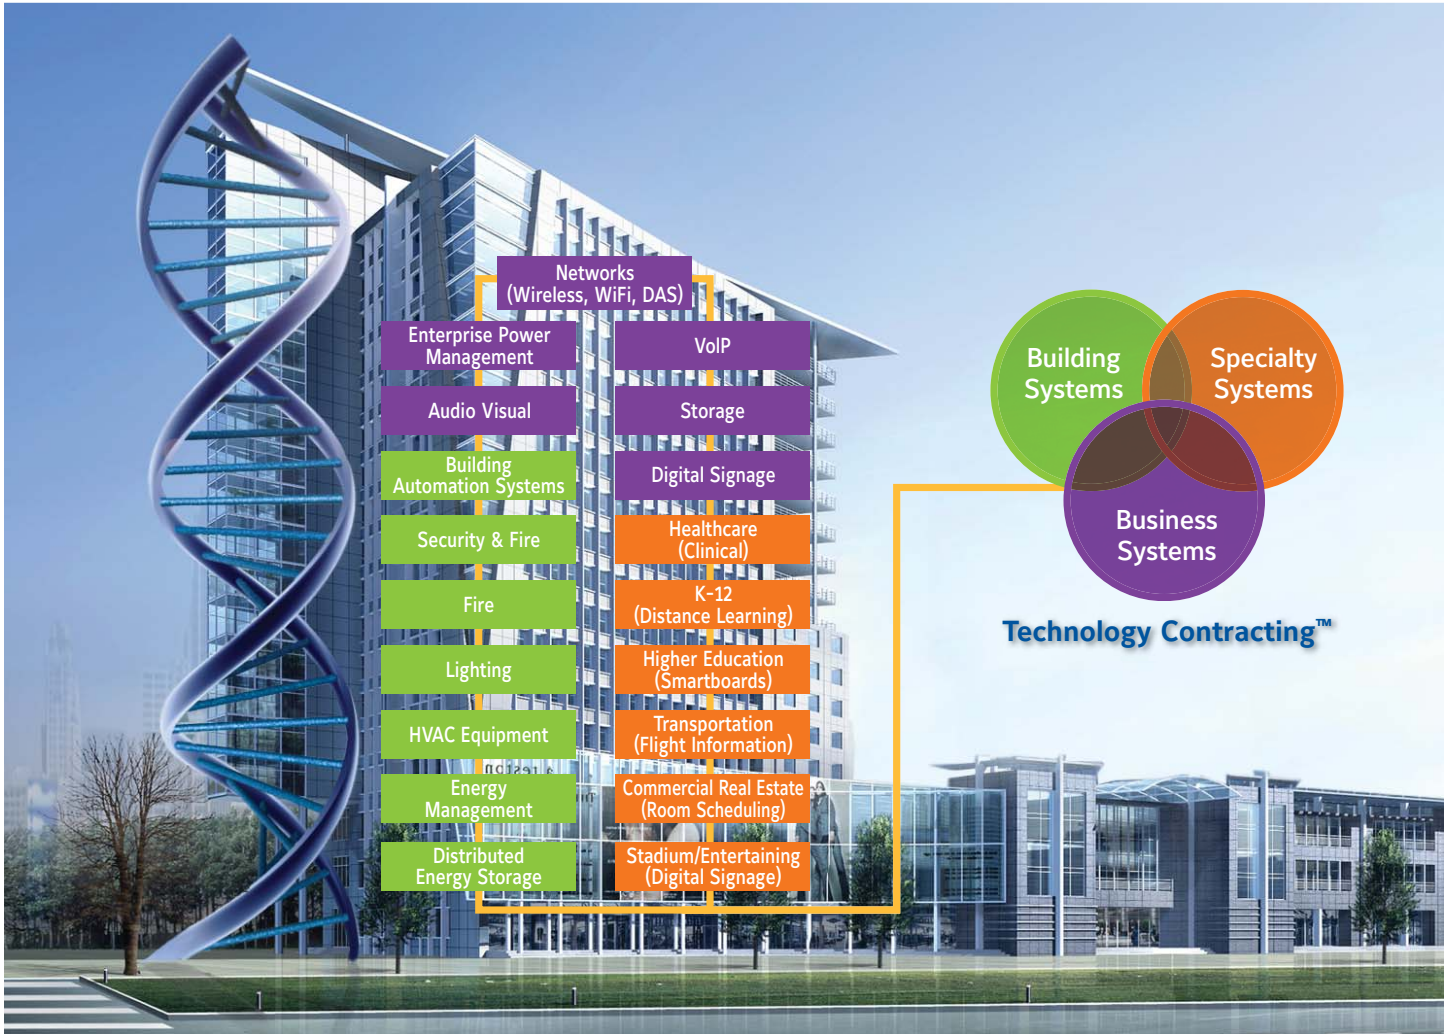 Networks
(Wireless, WiFi, DAS)
Enterprise Power
Management
VoIP
Audio Visual
Storage
Building
Automation Systems
Digital Signage
Security & Fire
Healthcare
(Clinical)
Fire
K-12
(Distance Learning)
Lighting
Higher Education
(Smartboards)
HVAC Equipment
Transportation
(Flight Information)
Energy
Management
Commercial Real Estate
(Room Scheduling)
Distributed
Energy Storage
Stadium/Entertaining
(Digital Signage)
Building
Systems
Specialty
Systems
Business
Systems
Technology Contracting™